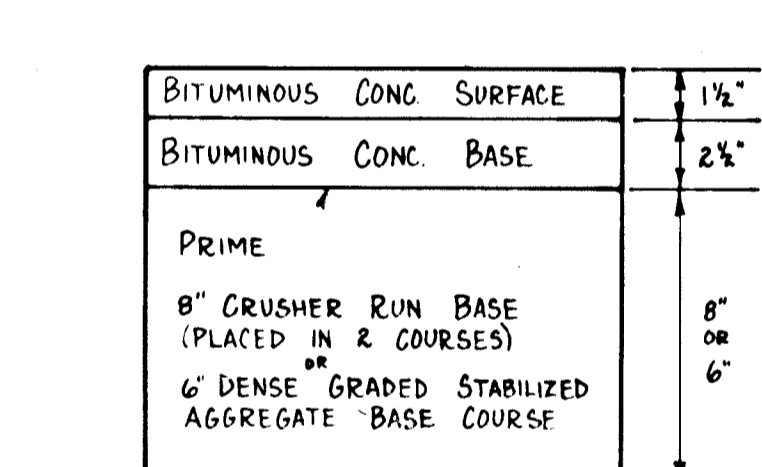 BITUMINOUS CONC. SURFACE 1½"
BITUMINOUS CONC. BASE 2½"
PRIME
8" CRUSHER RUN BASE
(PLACED IN 2 COURSES)
OR
6" DENSE GRADED STABILIZED
AGGREGATE BASE COURSE
8"
OR
6"